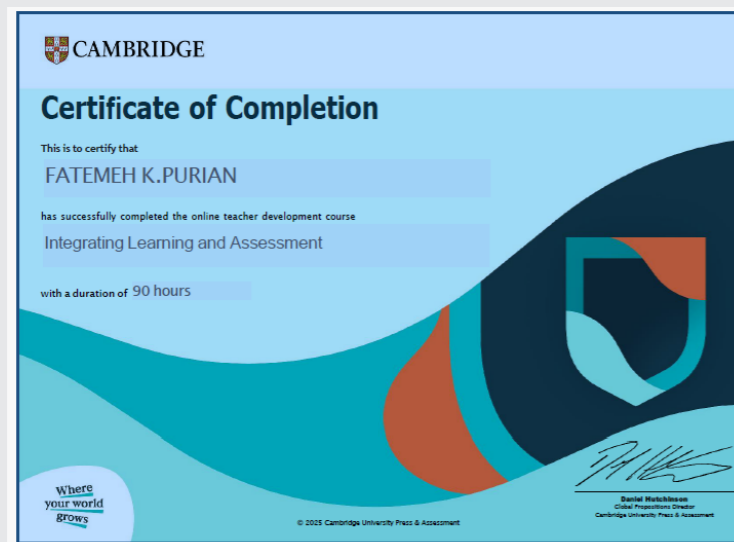 CAMBRIDGE
Certificate of Completion
This is to certify that
FATEMEH K.PURIAN
has successfully completed the online teacher development course
Integrating Learning and Assessment
with a duration of 90 hours
Where
your world
grows
Daniel Hutchinson
Global Propositions Director
Cambridge University Press & Assessment
© 2025 Cambridge University Press & Assessment